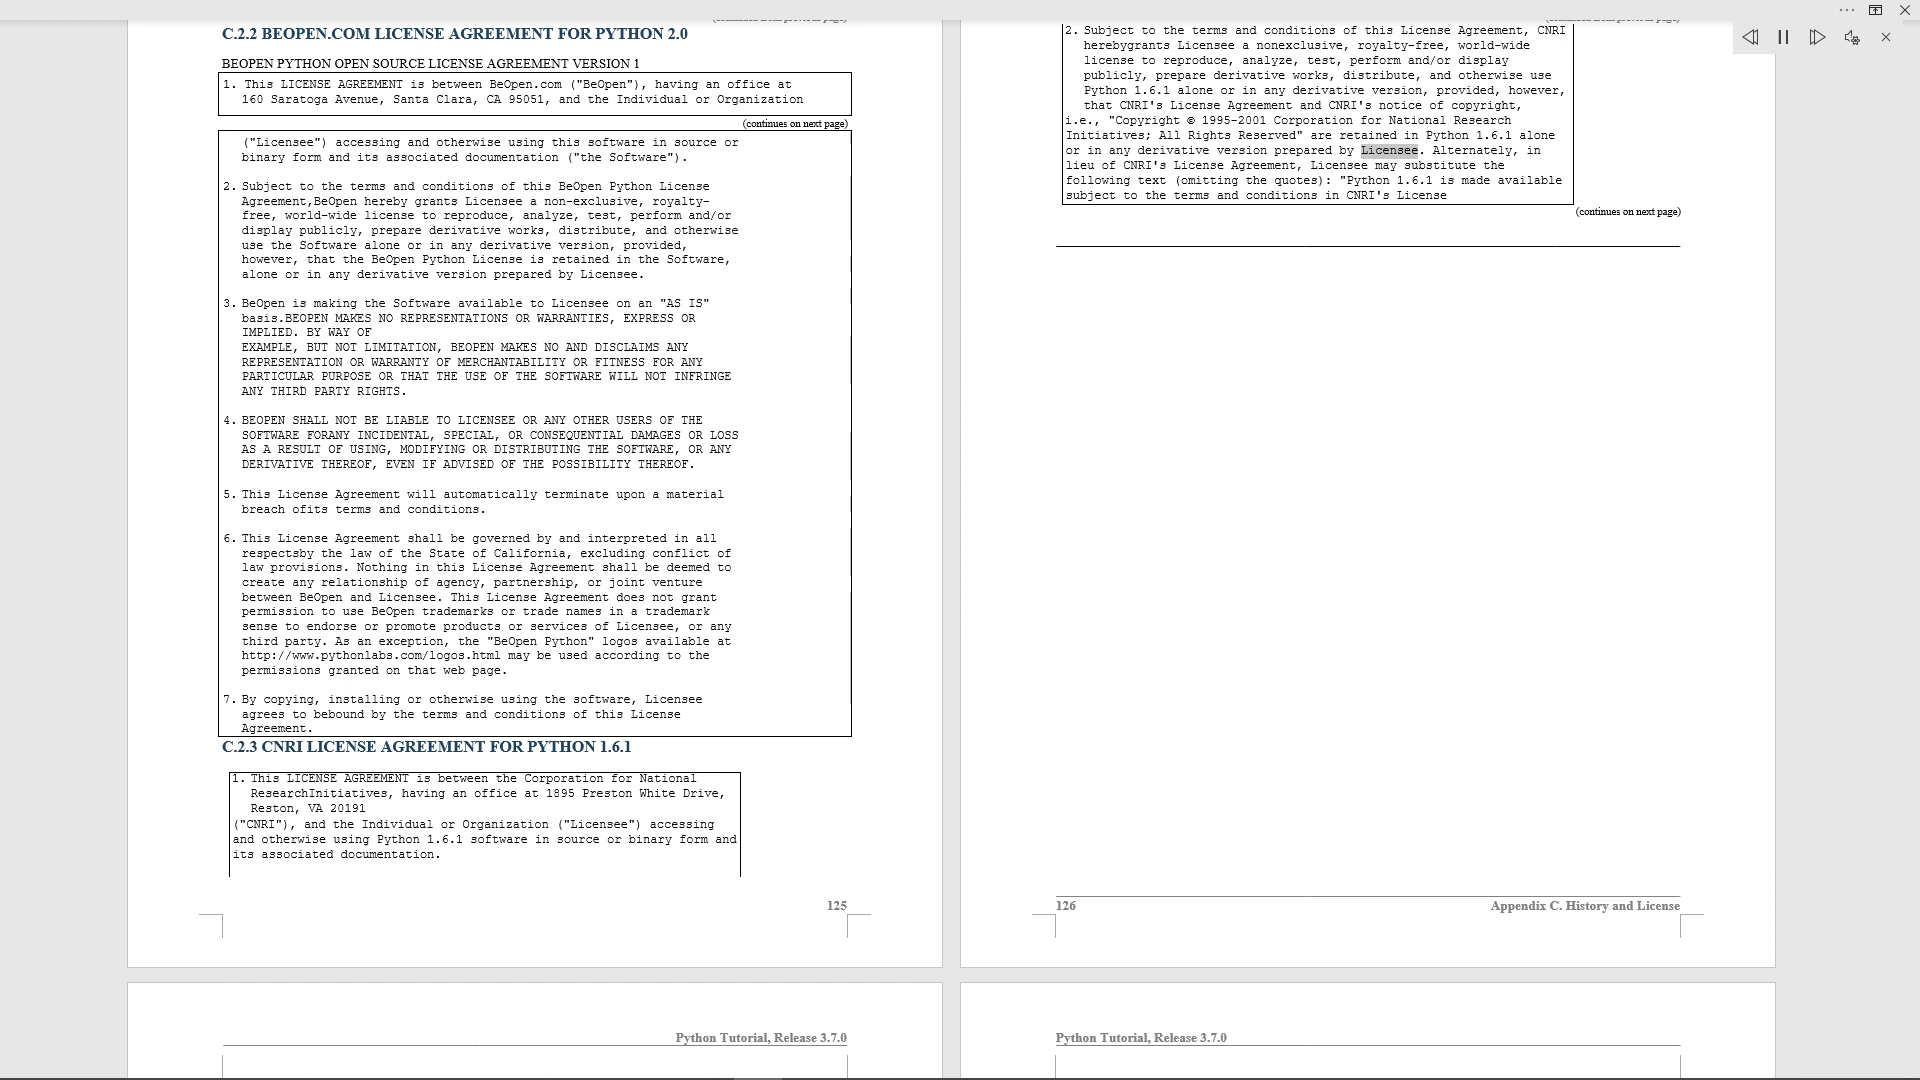 C.2.2 BEOPEN.COM LICENSE AGREEMENT FOR PYTHON 2.0
BEOPEN PYTHON OPEN SOURCE LICENSE AGREEMENT VERSION 1
1. This LICENSE AGREEMENT is between BeOpen.com ("BeOpen"), having an office at
160 Saratoga Avenue, Santa Clara, CA 95051, and the Individual or Organization
(continues on next page)
("Licensee") accessing and otherwise using this software in source or
binary form and its associated documentation ("the Software").
2. Subject to the terms and conditions of this BeOpen Python License
Agreement,BeOpen hereby grants Licensee a non-exclusive, royalty-
free, world-wide license to reproduce, analyze, test, perform and/or
display publicly, prepare derivative works, distribute, and otherwise
use the Software alone or in any derivative version, provided,
however, that the BeOpen Python License is retained in the Software,
alone or in any derivative version prepared by Licensee.
3. BeOpen is making the Software available to Licensee on an "AS IS"
basis.BEOPEN MAKES NO REPRESENTATIONS OR WARRANTIES, EXPRESS OR
IMPLIED. BY WAY OF
EXAMPLE, BUT NOT LIMITATION, BEOPEN MAKES NO AND DISCLAIMS ANY
REPRESENTATION OR WARRANTY OF MERCHANTABILITY OR FITNESS FOR ANY
PARTICULAR PURPOSE OR THAT THE USE OF THE SOFTWARE WILL NOT INFRINGE
ANY THIRD PARTY RIGHTS.
4. BEOPEN SHALL NOT BE LIABLE TO LICENSEE OR ANY OTHER USERS OF THE
SOFTWARE FORANY INCIDENTAL, SPECIAL, OR CONSEQUENTIAL DAMAGES OR LOSS
AS A RESULT OF USING, MODIFYING OR DISTRIBUTING THE SOFTWARE, OR ANY
DERIVATIVE THEREOF, EVEN IF ADVISED OF THE POSSIBILITY THEREOF.
5. This License Agreement will automatically terminate upon a material
breach ofits terms and conditions.
6. This License Agreement shall be governed by and interpreted in all
respectsby the law of the State of California, excluding conflict of
law provisions. Nothing in this License Agreement shall be deemed to
create any relationship of agency, partnership, or joint venture
between BeOpen and Licensee. This License Agreement does not grant
permission to use BeOpen trademarks or trade names in a trademark
sense to endorse or promote products or services of Licensee, or any
third party. As an exception, the "BeOpen Python" logos available at
http://www.pythonlabs.com/logos.html may be used according to the
permissions granted on that web page.
7. By copying, installing or otherwise using the software, Licensee
agrees to bebound by the terms and conditions of this License
Agreement.
C.2.3 CNRI LICENSE AGREEMENT FOR PYTHON 1.6.1
1. This LICENSE AGREEMENT is between the Corporation for National
ResearchInitiatives, having an office at 1895 Preston White Drive,
Reston, VA 20191
("CNRI"), and the Individual or Organization ("Licensee") accessing
and otherwise using Python 1.6.1 software in source or binary form and
its associated documentation.
125
2. Subject to the terms and conditions of this License Agreement, CNRI
herebygrants Licensee a nonexclusive, royalty-free, world-wide
license to reproduce, analyze, test, perform and/or display
publicly, prepare derivative works, distribute, and otherwise use
Python 1.6.1 alone or in any derivative version, provided, however,
that CNRI's License Agreement and CNRI's notice of copyright,
i.e., "Copyright © 1995-2001 Corporation for National Research
Initiatives; All Rights Reserved" are retained in Python 1.6.1 alone
or in any derivative version prepared by Licensee. Alternately, in
lieu of CNRI's License Agreement, Licensee may substitute the
following text (omitting the quotes): "Python 1.6.1 is made available
subject to the terms and conditions in CNRI's License
(continues on next page)
126
Appendix C. History and License
Python Tutorial, Release 3.7.0
Python Tutorial, Release 3.7.0